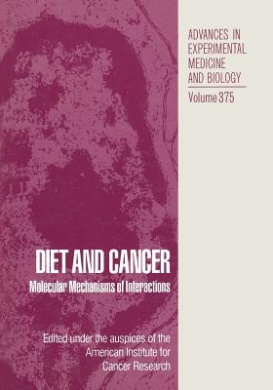 ADVANCES IN
EXPERIMENTAL
MEDICINE
AND BIOLOGY
Volume 375
DIET AND CANCER
Molecular Mechanisms of Interactions
Edited under the auspices of the
American Institute for
Cancer Research